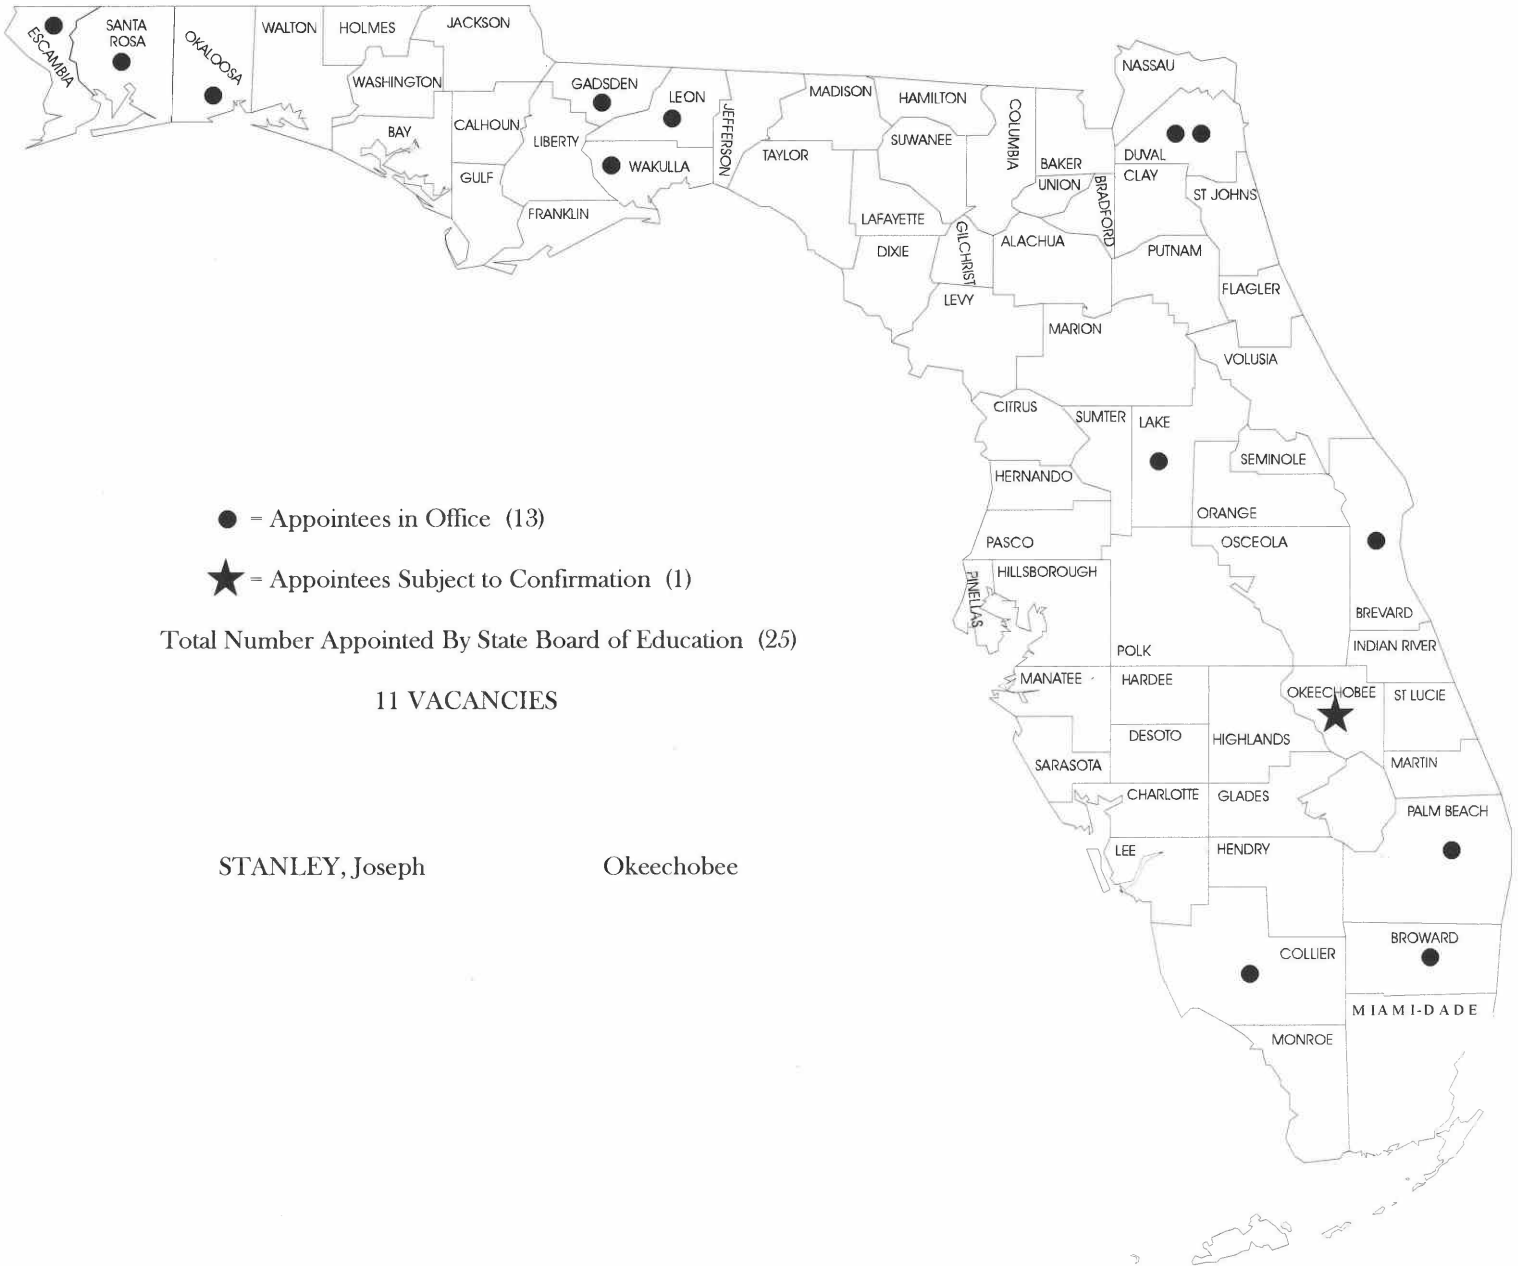 ESCAMBIA
SANTA
ROSA
OKALOOSA
WALTON
HOLMES
JACKSON
WASHINGTON
BAY
CALHOUN
GULF
LIBERTY
GADSDEN
LEON
WAKULLA
FRANKLIN
JEFFERSON
MADISON
TAYLOR
HAMILTON
SUWANEE
LAFAYETTE
DIXIE
COLUMBIA
GILCHRIST
BAKER
UNION
BRADFORD
ALACHUA
LEVY
NASSAU
DUVAL
CLAY
ST JOHNS
PUTNAM
FLAGLER
MARION
VOLUSIA
CITRUS
SUMTER
LAKE
SEMINOLE
HERNANDO
ORANGE
PASCO
OSCEOLA
PINELLAS
HILLSBOROUGH
POLK
BREVARD
INDIAN RIVER
MANATEE
HARDEE
OKEECHOBEE
ST LUCIE
DESOTO
HIGHLANDS
SARASOTA
MARTIN
CHARLOTTE
GLADES
PALM BEACH
LEE
HENDRY
COLLIER
BROWARD
MIAMI-DADE
MONROE
= Appointees in Office (13)
= Appointees Subject to Confirmation (1)
Total Number Appointed By State Board of Education (25)
11 VACANCIES
STANLEY, Joseph Okeechobee